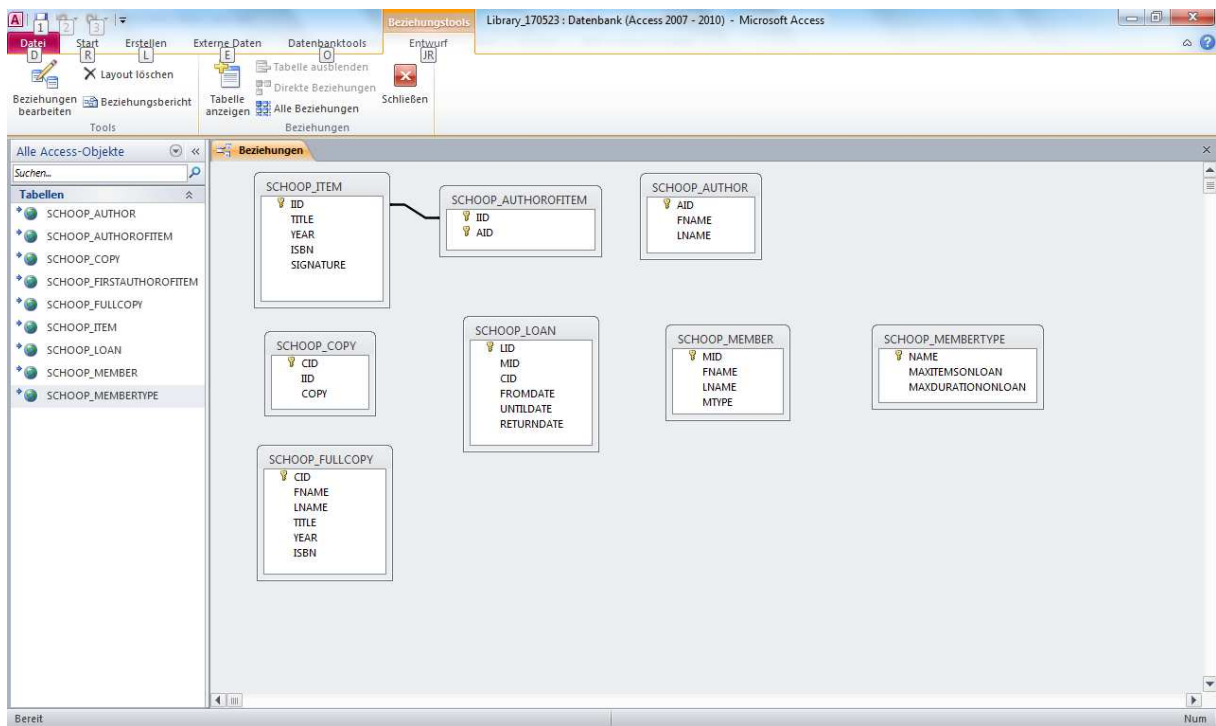 A 1 2 3 Beziehungstools Library_170523 : Datenbank (Access 2007 - 2010) - Microsoft Access
Datei Start Erstellen Externe Daten Datenbanktools Entwurf
D R L E O JR
Beziehungen bearbeiten
Layout löschen
Beziehungsbericht
Tools
Tabelle anzeigen
Tabelle ausblenden
Direkte Beziehungen
Alle Beziehungen
Schließen
Beziehungen
Alle Access-Objekte
Suchen...
Tabellen
SCHOOP_AUTHOR
SCHOOP_AUTHOROFITEM
SCHOOP_COPY
SCHOOP_FIRSTAUTHOROFITEM
SCHOOP_FULLCOPY
SCHOOP_ITEM
SCHOOP_LOAN
SCHOOP_MEMBER
SCHOOP_MEMBERTYPE
Beziehungen
SCHOOP_ITEM
IID
TITLE
YEAR
ISBN
SIGNATURE
SCHOOP_AUTHOROFITEM
IID
AID
SCHOOP_AUTHOR
AID
FNAME
LNAME
SCHOOP_COPY
CID
IID
COPY
SCHOOP_LOAN
LID
MID
CID
FROMDATE
UNTILDATE
RETURNDATE
SCHOOP_MEMBER
MID
FNAME
LNAME
MTYPE
SCHOOP_MEMBERTYPE
NAME
MAXITEMSONLOAN
MAXDURATIONONLOAN
SCHOOP_FULLCOPY
CID
FNAME
LNAME
TITLE
YEAR
ISBN
Bereit
Num